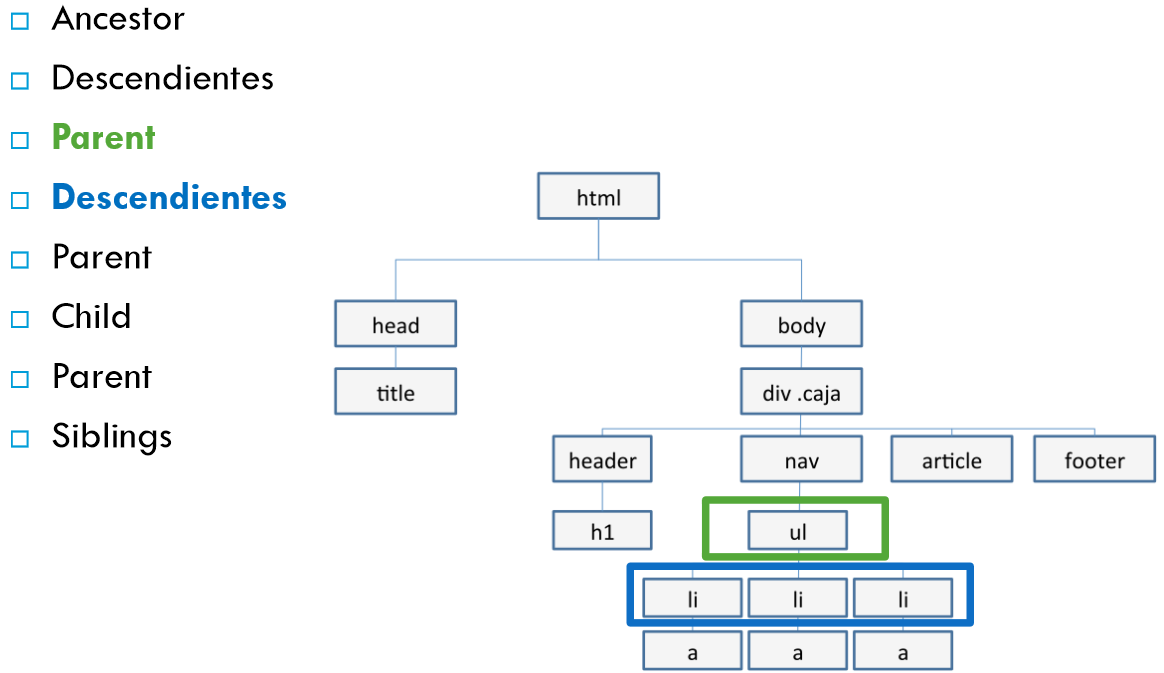 Ancestor
Descendientes
Parent
Descendientes
Parent
Child
Parent
Siblings
html
head
body
title
div .caja
header
nav
article
footer
h1
ul
li
li
li
a
a
a